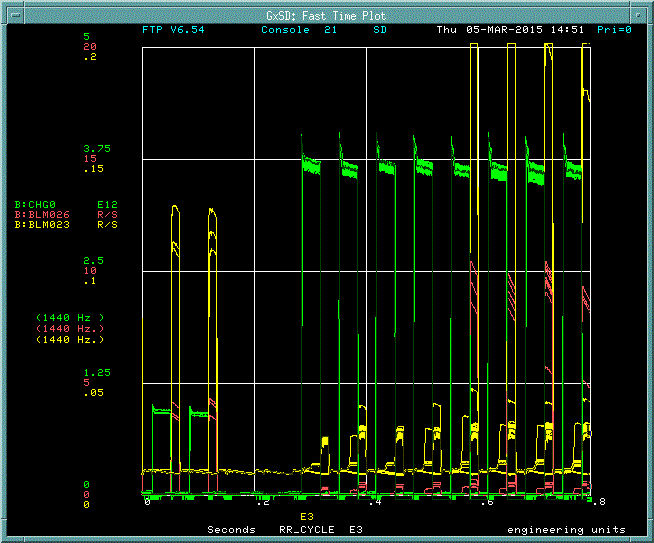 GxSD: Fast Time Plot
FTP V6.54 Console 21 SD Thu 05-MAR-2015 14:51 Pri=0
5
20
.2
3.75
15
.15
B:CHG0 E12
B:BLM026 R/S
B:BLM023 R/S
2.5
10
.1
(1440 Hz )
(1440 Hz.)
(1440 Hz.)
1.25
5
.05
0
20
0
0 .2 .4 .6 .8
E3
Seconds RR_CYCLE E3 engineering units